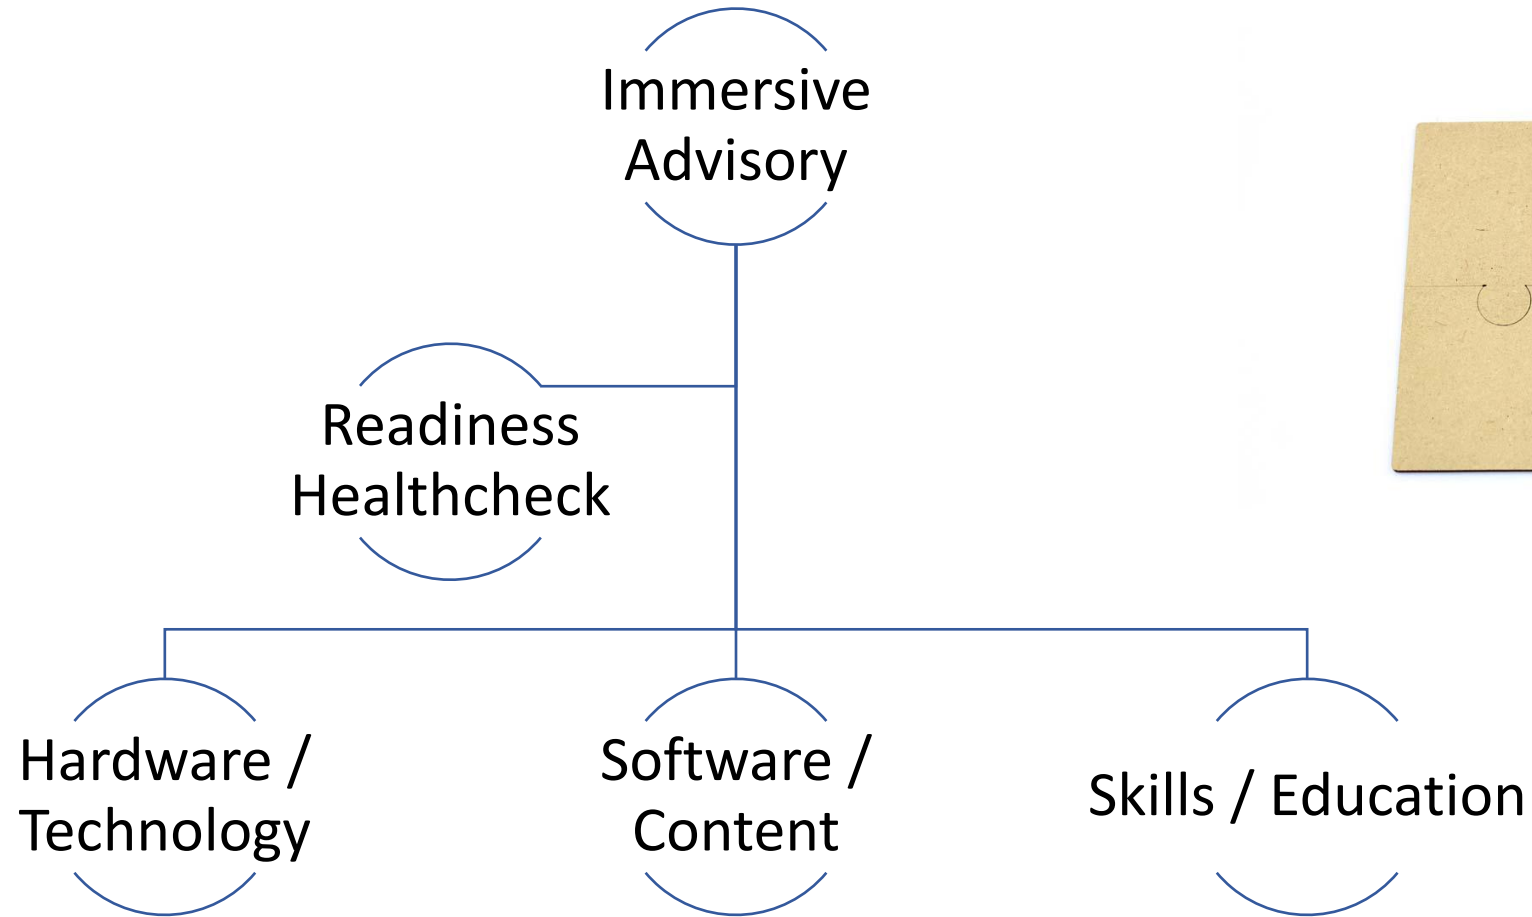 Immersive
Advisory
Readiness
Healthcheck
Hardware /
Technology
Software /
Content
Skills / Education